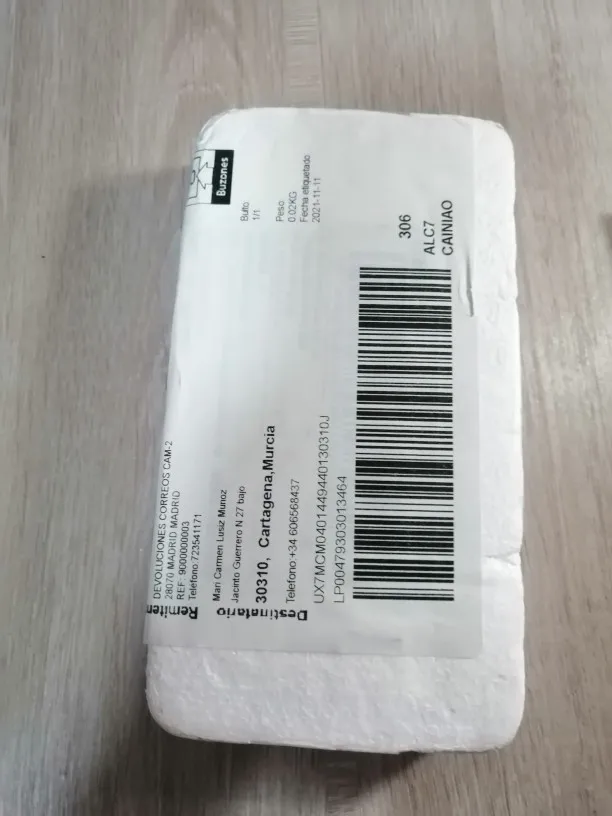 Buzones
Remiten
DEVOLUCIONES CORREOS CAM-2
28070 MADRID MADRID
REF: 9000000003
Telefono:723541171
Bulto
1/1
Peso
0.02KG
Fecha etiquetado
2021-11-11
Destinatario
Mari Carmen Lusiz Munoz
Jacinto Guerrero N 27 bajo
30310, Cartagena,Murcia
Telefono:+34 606568437
UX7MCM0401449440130310J
LP00479303013464
306
ALC7
CAINIAO